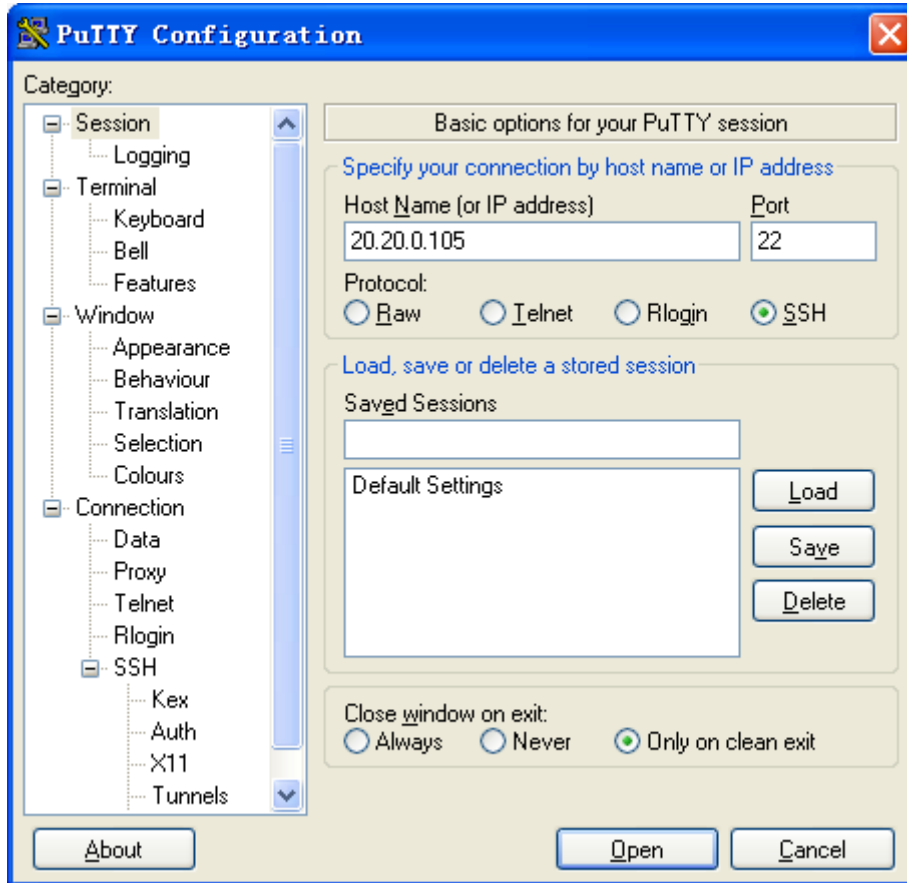 PuTTY Configuration
Category:
Session
Logging
Terminal
Keyboard
Bell
Features
Window
Appearance
Behaviour
Translation
Selection
Colours
Connection
Data
Proxy
Telnet
Rlogin
SSH
Kex
Auth
X11
Tunnels
Basic options for your PuTTY session
Specify your connection by host name or IP address
Host Name (or IP address) Port
20.20.0.105 22
Protocol:
Raw Telnet Rlogin SSH
Load, save or delete a stored session
Saved Sessions
Default Settings
Load
Save
Delete
Close window on exit:
Always Never Only on clean exit
About Open Cancel